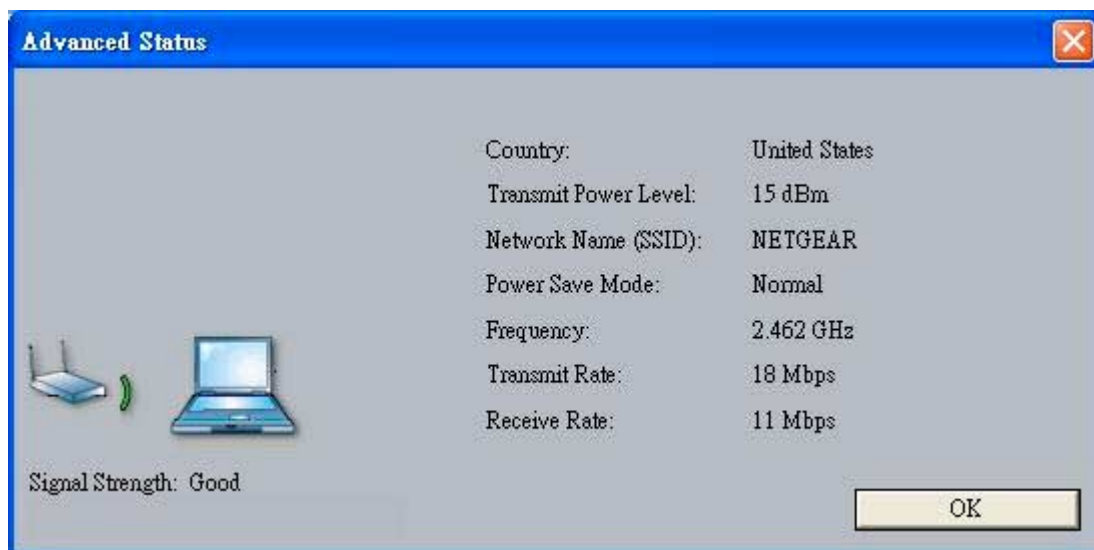 Advanced Status
Country: United States
Transmit Power Level: 15 dBm
Network Name (SSID): NETGEAR
Power Save Mode: Normal
Frequency: 2.462 GHz
Transmit Rate: 18 Mbps
Receive Rate: 11 Mbps
Signal Strength: Good
OK